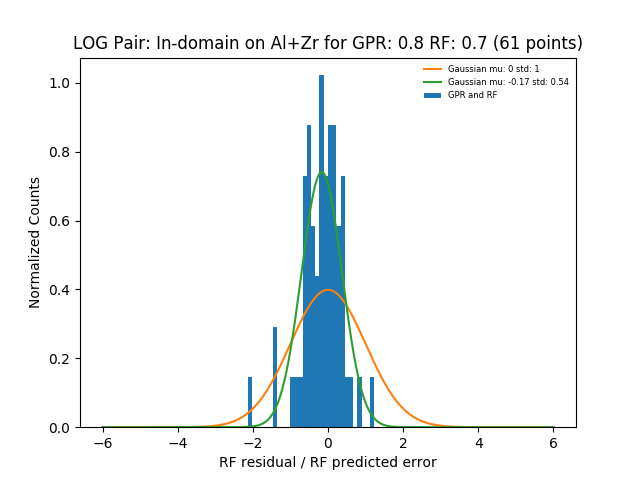 LOG Pair: In-domain on Al+Zr for GPR: 0.8 RF: 0.7 (61 points)
Gaussian mu: 0 std: 1
Gaussian mu: -0.17 std: 0.54
GPR and RF
Normalized Counts
1.0
0.8
0.6
0.4
0.2
0.0
−6 −4 −2 0 2 4 6
RF residual / RF predicted error